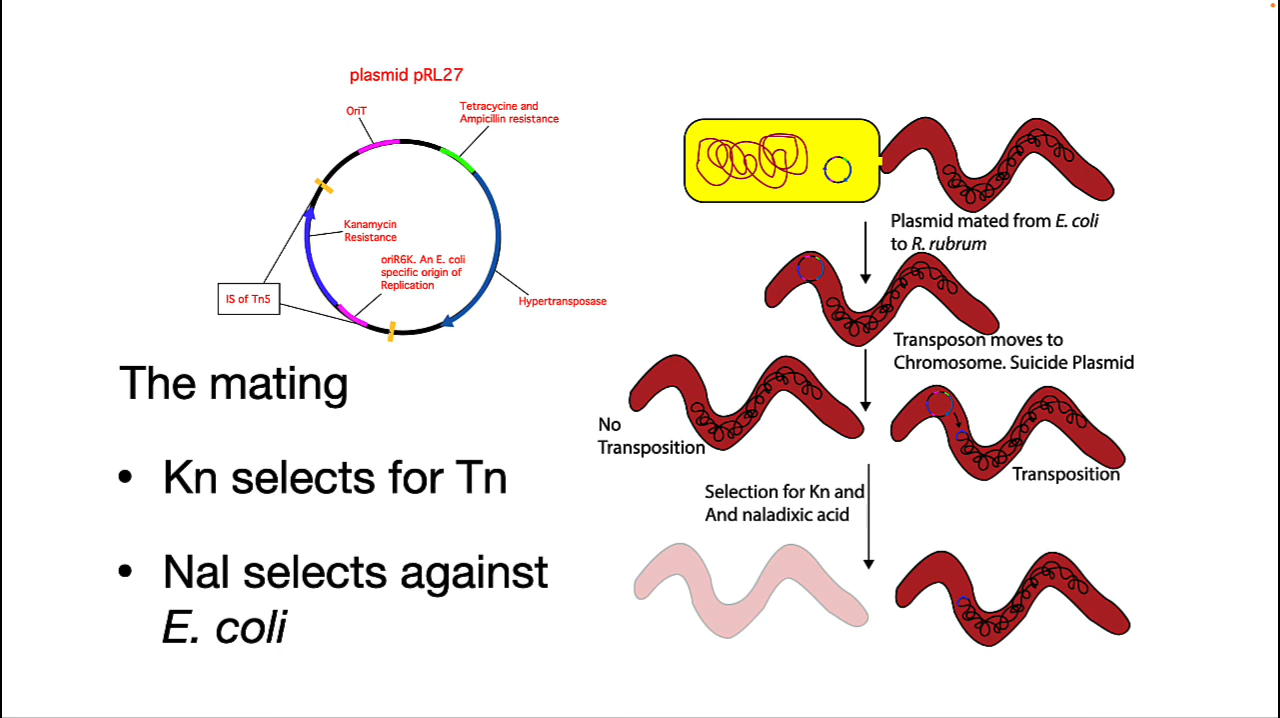 plasmid pRL27
OriT
Tetracycine and
Ampicillin resistance
Kanamycin
Resistance
oriR6K. An E. coli
specific origin of
Replication
IS of Tn5
Hypertransposase
The mating
• Kn selects for Tn
• Nal selects against
E. coli
Plasmid mated from E. coli
to R. rubrum
Transposon moves to
Chromosome. Suicide Plasmid
No
Transposition
Transposition
Selection for Kn and
And naladixic acid